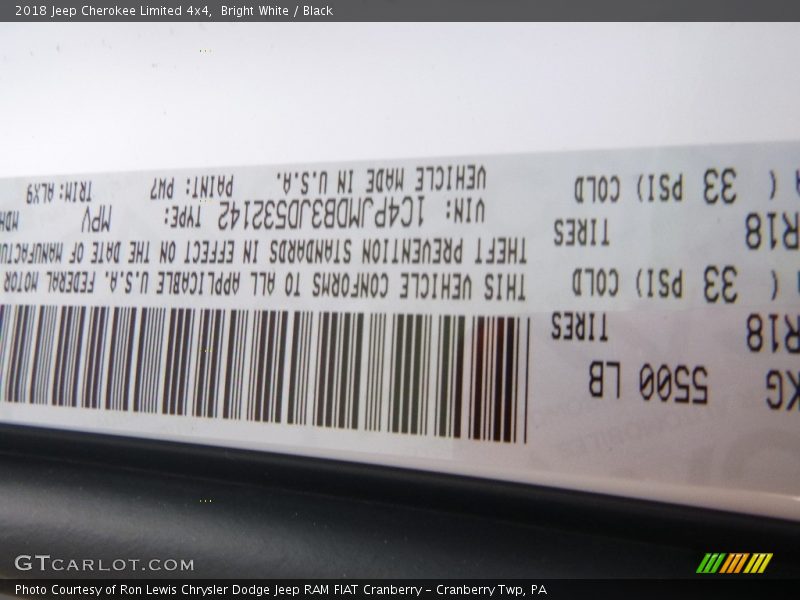 2018 Jeep Cherokee Limited 4x4, Bright White / Black
KG 5500 LB
R18 TIRES
( 33 PSI) COLD
R18 TIRES
( 33 PSI) COLD
THIS VEHICLE CONFORMS TO ALL APPLICABLE U.S.A. FEDERAL MOTOR
THEFT PREVENTION STANDARDS IN EFFECT ON THE DATE OF MANUFACTU
VIN: 1C4PJMDB3JD532142 TYPE: MPV MDH
VEHICLE MADE IN U.S.A. PAINT: PW7 TRIM: ALX9
GTCARLOT.COM
Photo Courtesy of Ron Lewis Chrysler Dodge Jeep RAM FIAT Cranberry – Cranberry Twp, PA